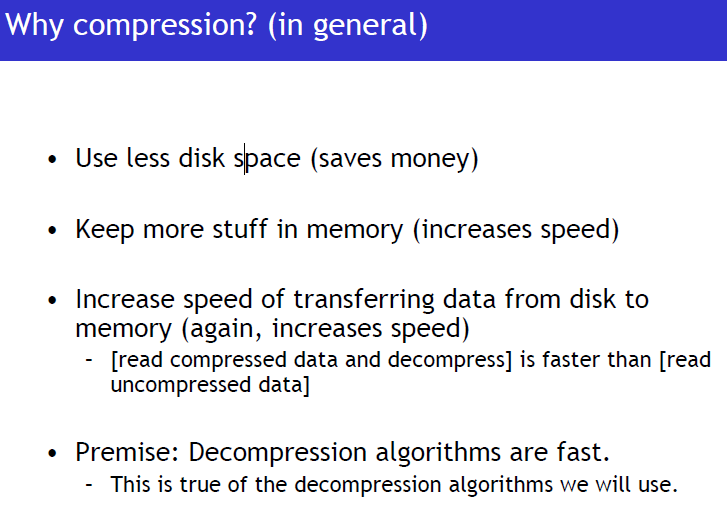 Why compression? (in general)
• Use less disk space (saves money)
• Keep more stuff in memory (increases speed)
• Increase speed of transferring data from disk to
memory (again, increases speed)
- [read compressed data and decompress] is faster than [read
uncompressed data]
• Premise: Decompression algorithms are fast.
- This is true of the decompression algorithms we will use.